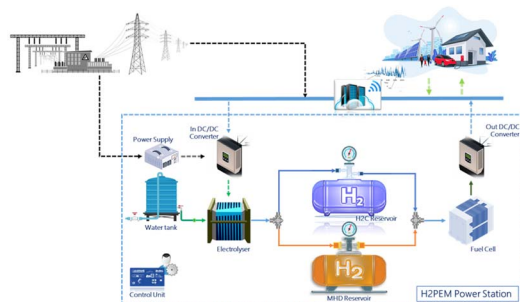 In DC/DC
Converter
Out DC/DC
Converter
Power Supply
H2
H2C Reservoir
Water tank
Electrolyser
Fuel Cell
H2
Control Unit
MHD Reservoir
H2PEM Power Station